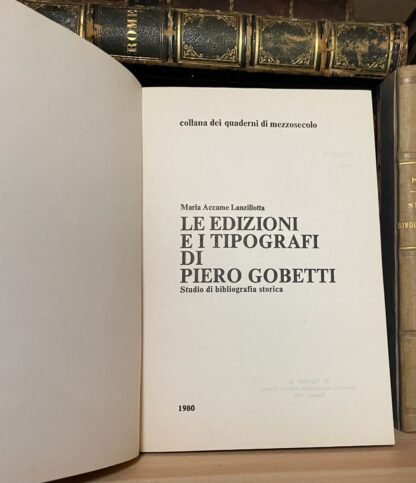 ROME
collana dei quaderni di mezzosecolo
Maria Accame Lanzillotta
LE EDIZIONI
E I TIPOGRAFI
DI
PIERO GOBETTI
Studio di bibliografia storica
1980